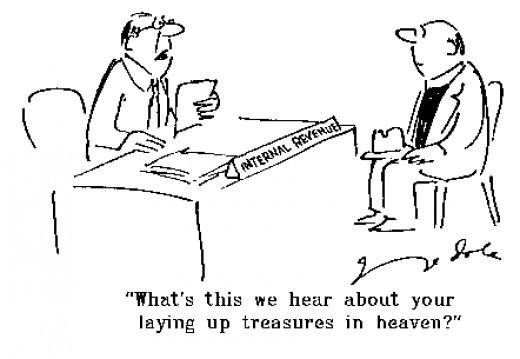 INTERNAL REVENUE
"What's this we hear about your
laying up treasures in heaven?"